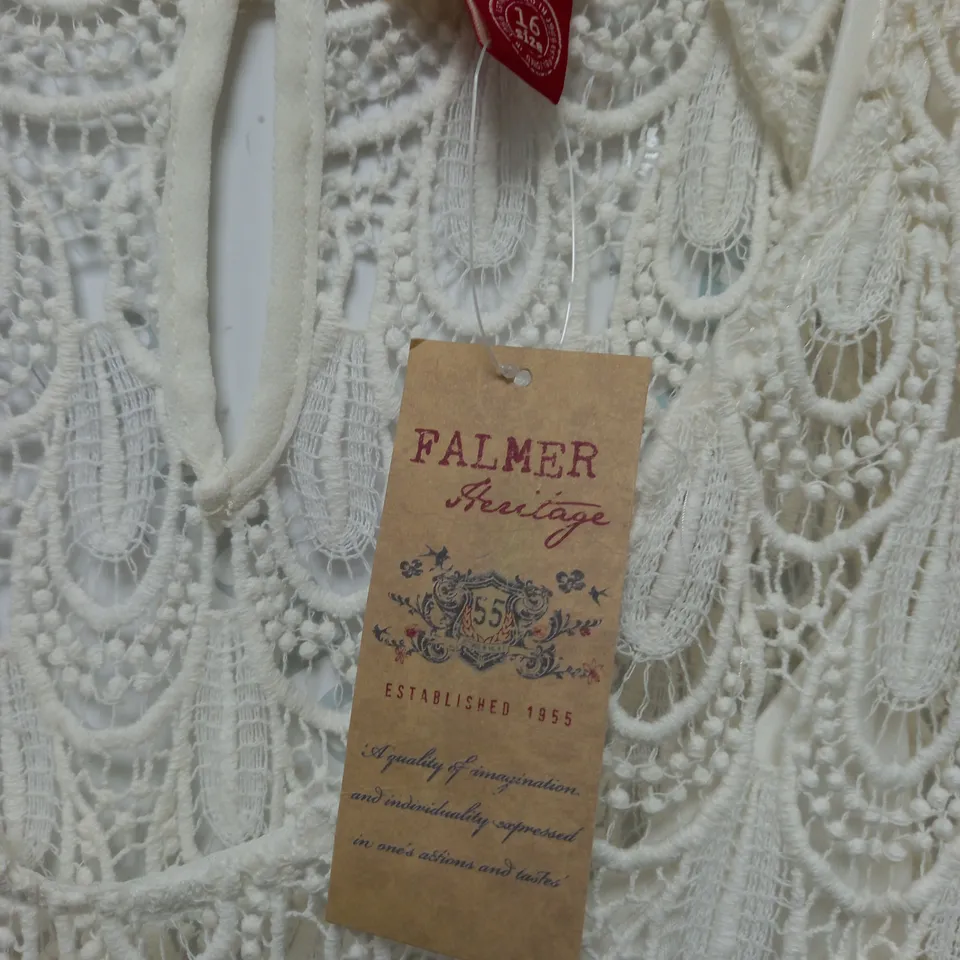 16
size
FALMER
Heritage
55
ESTABLISHED 1955
'A quality of imagination
and individuality expressed
in one's actions and tastes'